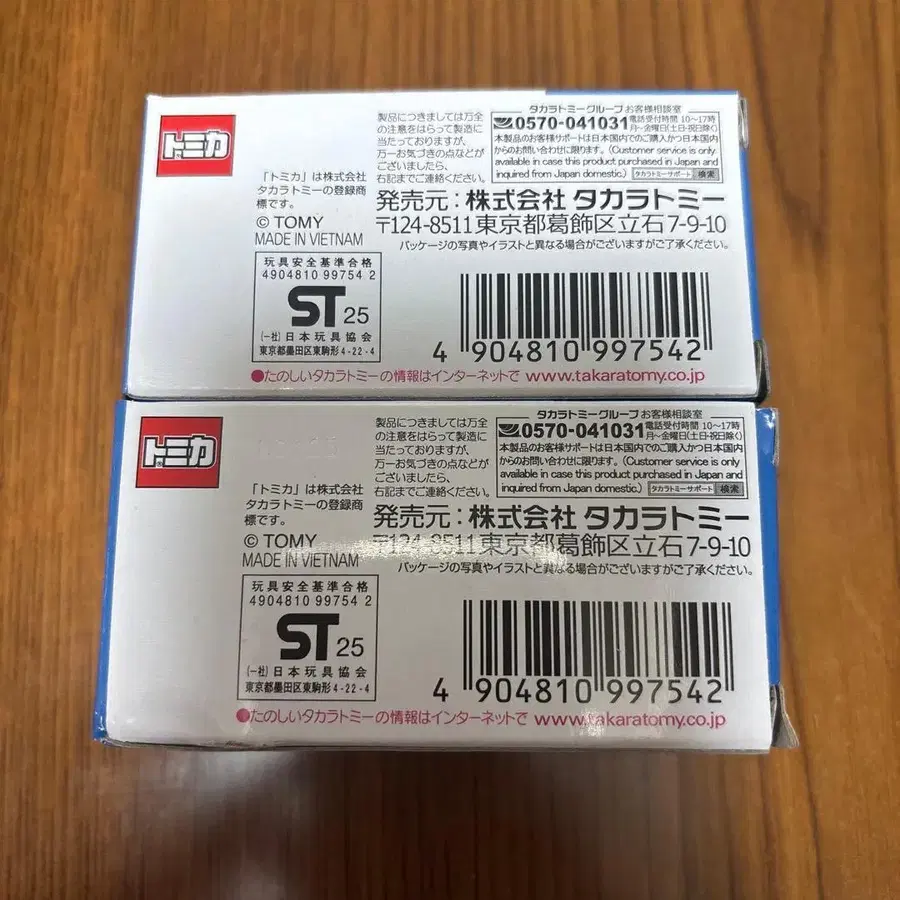 トミカ
「トミカ」は株式会社
タカラトミーの登録商
標です。
© TOMY
MADE IN VIETNAM
玩具安全基準合格
4904810 99754 2
ST 25
(一社)日本玩具協会
東京都墨田区東駒形4-22-4
製品につきましては万全
の注意をはらって製造に
当たっておりますが、
万一お気づきの点などが
ございましたら、
右記までご連絡ください。
タカラトミーグループ お客様相談室
0570-041031 電話受付時間 10〜17時
月〜金曜日(土・日・祝日除く)
本製品のお客様サポートは日本国内でのご購入かつ日本国内
からのお問い合わせに限ります。(Customer service is only
available in case this product purchased in Japan and
inquired from Japan domestic.) タカラトミーサポート 検索
発売元:株式会社 タカラトミー
〒124-8511東京都葛飾区立石7-9-10
パッケージの写真やイラストと異なる場合がございますがご了承ください。
4 904810 997542
●たのしいタカラトミーの情報はインターネットで www.takaratomy.co.jp
トミカ
「トミカ」は株式会社
タカラトミーの登録商
標です。
© TOMY
MADE IN VIETNAM
玩具安全基準合格
4904810 99754 2
ST 25
(一社)日本玩具協会
東京都墨田区東駒形4-22-4
製品につきましては万全
の注意をはらって製造に
当たっておりますが、
万一お気づきの点などが
ございましたら、
右記までご連絡ください。
タカラトミーグループ お客様相談室
0570-041031 電話受付時間 10〜17時
月〜金曜日(土・日・祝日除く)
本製品のお客様サポートは日本国内でのご購入かつ日本国内
からのお問い合わせに限ります。(Customer service is only
available in case this product purchased in Japan and
inquired from Japan domestic.) タカラトミーサポート 検索
発売元:株式会社 タカラトミー
〒124-8511東京都葛飾区立石7-9-10
パッケージの写真やイラストと異なる場合がございますがご了承ください。
4 904810 997542
●たのしいタカラトミーの情報はインターネットで www.takaratomy.co.jp